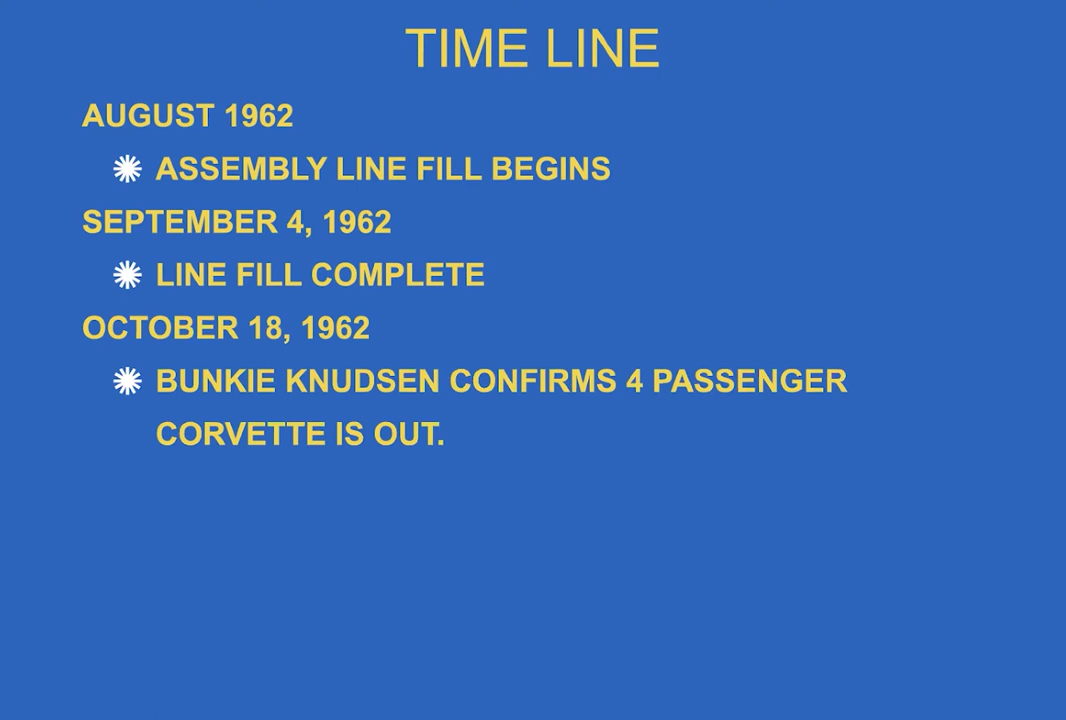 TIME LINE
AUGUST 1962
ASSEMBLY LINE FILL BEGINS
SEPTEMBER 4, 1962
LINE FILL COMPLETE
OCTOBER 18, 1962
BUNKIE KNUDSEN CONFIRMS 4 PASSENGER
CORVETTE IS OUT.